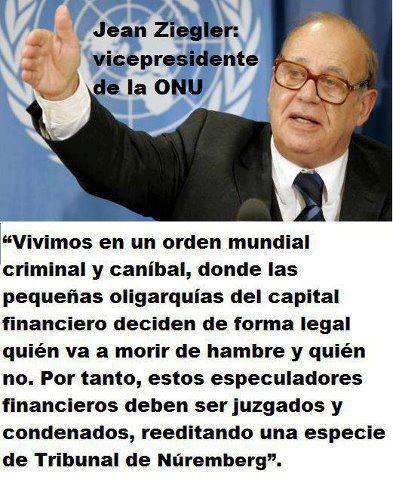 Jean Ziegler:
vicepresidente
de la ONU
“Vivimos en un orden mundial
criminal y caníbal, donde las
pequeñas oligarquías del capital
financiero deciden de forma legal
quién va a morir de hambre y quién
no. Por tanto, estos especuladores
financieros deben ser juzgados y
condenados, reeditando una especie
de Tribunal de Núremberg”.